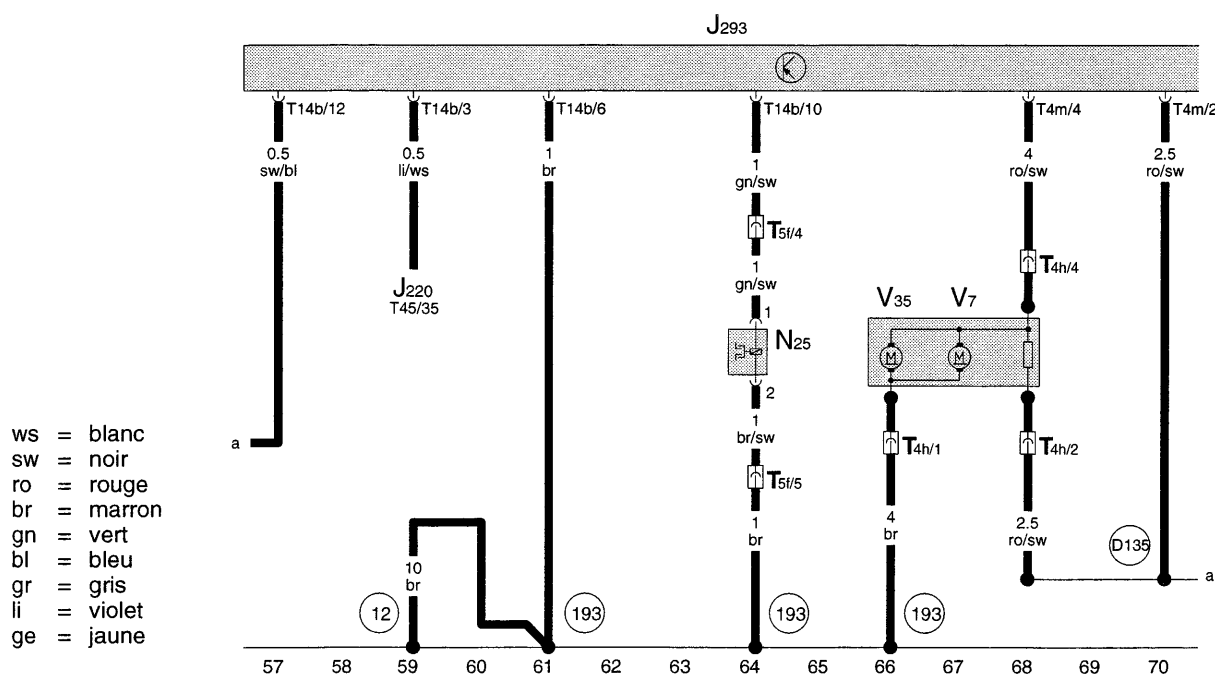 J293
T14b/12 T14b/3 T14b/6 T14b/10 T4m/4 T4m/2
0.5 0.5 1 4 2.5
sw/bl li/ws br ro/sw ro/sw
1
gn/sw
T5f/4
1
gn/sw
T4h/4
J220
T45/35
V35 V7
1
M M
N25
2
1
br/sw
T4h/1 T4h/2
T5f/5
a
ws = blanc
sw = noir
ro = rouge
br = marron
gn = vert
bl = bleu
gr = gris
li = violet
ge = jaune
10
br
1
br
4
br
2.5
ro/sw
D135
a
12 193 193 193
57 58 59 60 61 62 63 64 65 66 67 68 69 70